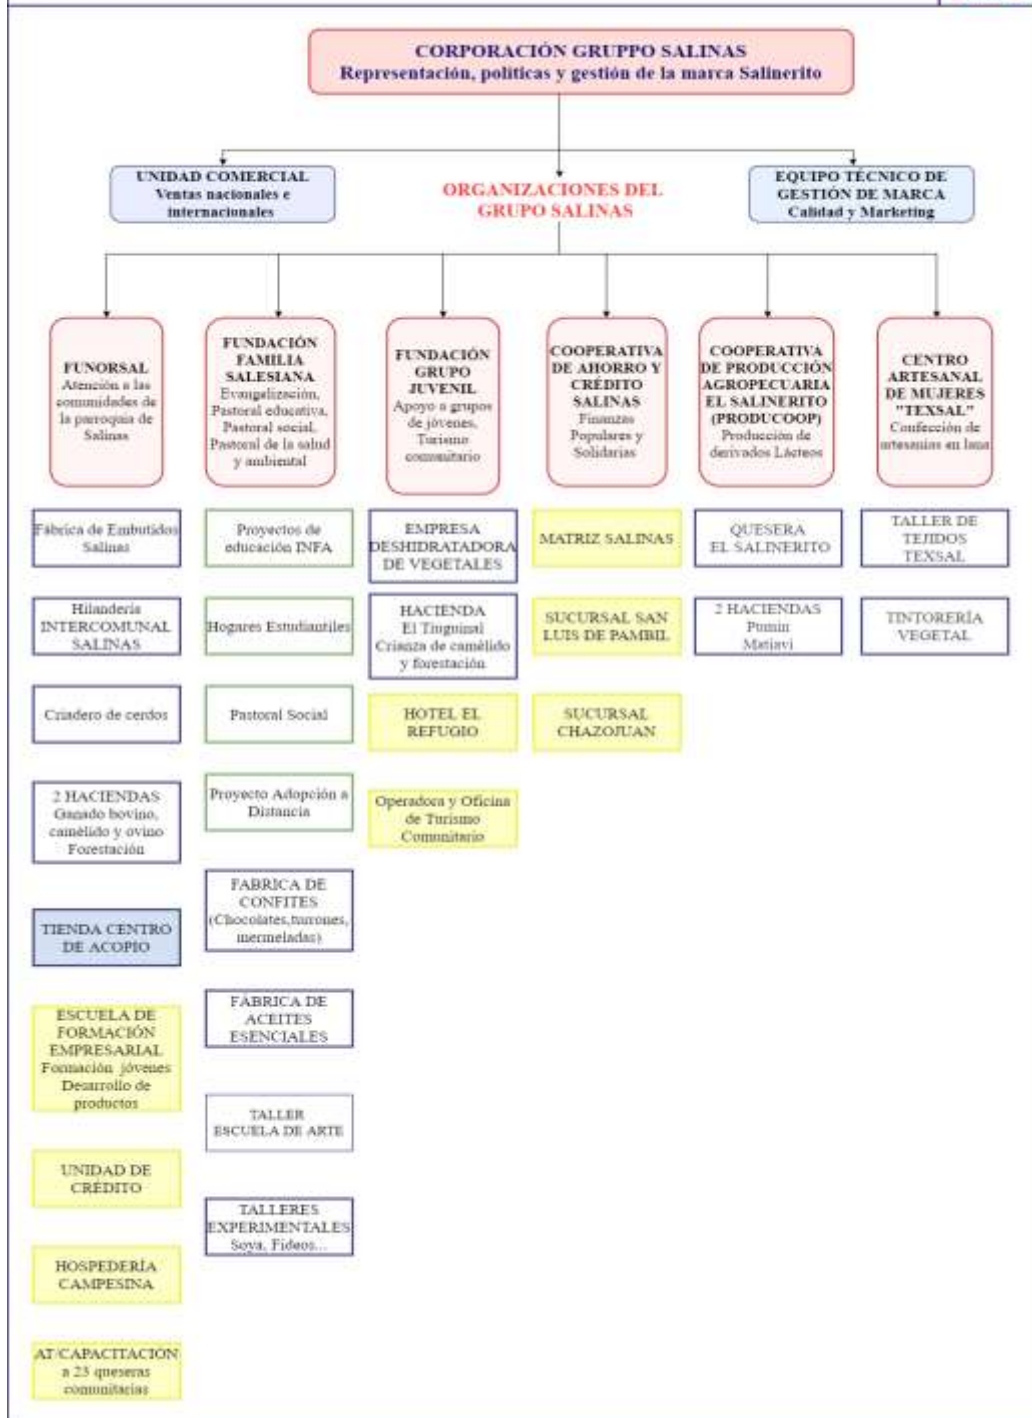 CORPORACIÓN GRUPPO SALINAS
Representación, políticas y gestión de la marca Salinerito
UNIDAD COMERCIAL
Ventas nacionales e
internacionales
ORGANIZACIONES DEL
GRUPO SALINAS
EQUIPO TÉCNICO DE
GESTIÓN DE MARCA
Calidad y Marketing
FUNORSAL
Atención a las
comunidades de
la parroquia de
Salinas
FUNDACIÓN
FAMILIA
SALESIANA
Evangelización,
Pastoral educativa,
Pastoral social,
Pastoral de la salud
y ambiental
FUNDACIÓN
GRUPO
JUVENIL
Apoyo a grupos
de jóvenes,
Turismo
comunitario
COOPERATIVA
DE AHORRO Y
CRÉDITO
SALINAS
Finanzas
Populares y
Solidarias
COOPERATIVA
DE PRODUCCIÓN
AGROPECUARIA
EL SALINERITO
(PRODUCOOP)
Producción de
derivados Lácteos
CENTRO
ARTESANAL
DE MUJERES
"TEXSAL"
Confección de
artesanías en lana
Fábrica de Embutidos
Salinas
Hilandería
INTERCOMUNAL
SALINAS
Criadero de cerdos
2 HACIENDAS
Ganado bovino,
camélido y ovino
Forestación
TIENDA CENTRO
DE ACOPIO
ESCUELA DE
FORMACIÓN
EMPRESARIAL
Formación jóvenes
Desarrollo de
productos
UNIDAD DE
CRÉDITO
HOSPEDERÍA
CAMPESINA
AT/CAPACITACIÓN
a 23 queseras
comunitarias
Proyectos de
educación INFA
Hogares Estudiantiles
Pastoral Social
Proyecto Adopción a
Distancia
FABRICA DE
CONFITES
(Chocolates,turrones,
mermeladas)
FÁBRICA DE
ACEITES
ESENCIALES
TALLER
ESCUELA DE ARTE
TALLERES
EXPERIMENTALES
Soya, Fideos...
EMPRESA
DESHIDRATADORA
DE VEGETALES
HACIENDA
El Tinguinal
Crianza de camélido
y forestación
HOTEL EL
REFUGIO
Operadora y Oficina
de Turismo
Comunitario
MATRIZ SALINAS
SUCURSAL SAN
LUIS DE PAMBIL
SUCURSAL
CHAZOJUAN
QUESERA
EL SALINERITO
2 HACIENDAS
Pumin
Matiavi
TALLER DE
TEJIDOS
TEXSAL
TINTORERÍA
VEGETAL